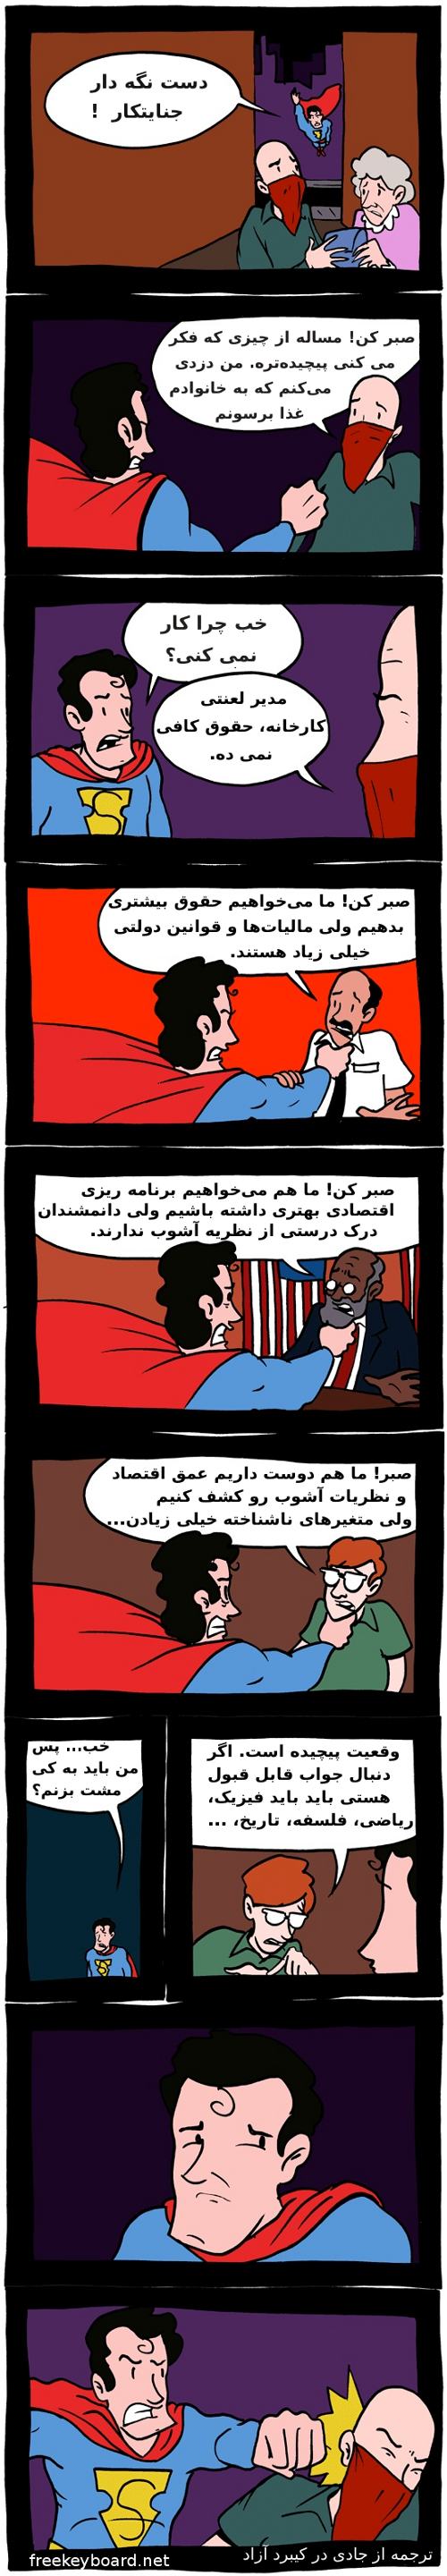 دست نگه دار
جنایتکار !
صبر کن! مساله از چیزی که فکر
می کنی پیچیده‌تره. من دزدی
می‌کنم که به خانوادم
غذا برسونم
خب چرا کار
نمی کنی؟
مدیر لعنتی
کارخانه، حقوق کافی
نمی ده.
صبر کن! ما می‌خواهیم حقوق بیشتری
بدهیم ولی مالیات‌ها و قوانین دولتی
خیلی زیاد هستند.
صبر کن! ما هم می‌خواهیم برنامه ریزی
اقتصادی بهتری داشته باشیم ولی دانمشندان
درک درستی از نظریه آشوب ندارند.
صبر! ما هم دوست داریم عمق اقتصاد
و نظریات آشوب رو کشف کنیم
ولی متغیرهای ناشناخته خیلی زیادن...
وقعیت پیچیده است. اگر
دنبال جواب قابل قبول
هستی باید باید فیزیک،
ریاضی، فلسفه، تاریخ، ...
خب... پس
من باید به کی
مشت بزنم؟
S
ترجمه از جادی در کیبرد آزاد
freekeyboard.net